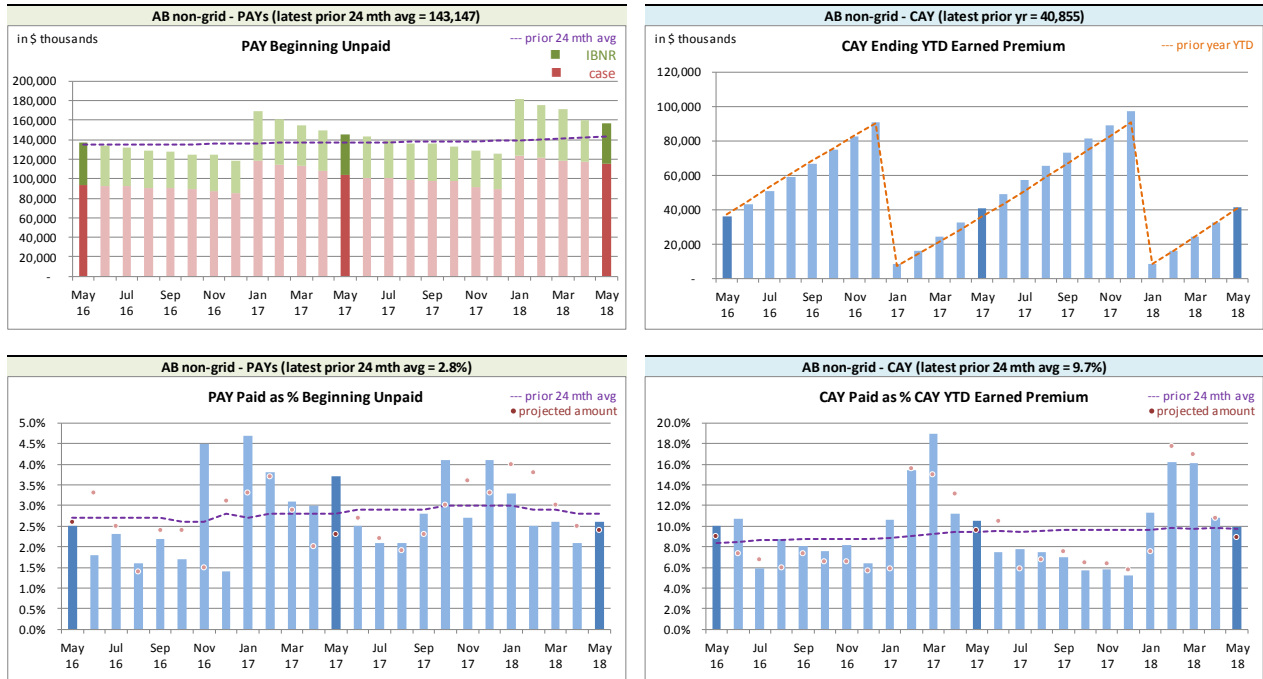 AB non-grid - PAYs (latest prior 24 mth avg = 143,147)
in $ thousands
PAY Beginning Unpaid
--- prior 24 mth avg
IBNR
case
200,000
180,000
160,000
140,000
120,000
100,000
80,000
60,000
40,000
20,000
-
May Jul Sep Nov Jan Mar May Jul Sep Nov Jan Mar May
16 16 16 16 17 17 17 17 17 17 18 18 18
AB non-grid - CAY (latest prior yr = 40,855)
in $ thousands
CAY Ending YTD Earned Premium
--- prior year YTD
120,000
100,000
80,000
60,000
40,000
20,000
-
May Jul Sep Nov Jan Mar May Jul Sep Nov Jan Mar May
16 16 16 16 17 17 17 17 17 17 18 18 18
AB non-grid - PAYs (latest prior 24 mth avg = 2.8%)
PAY Paid as % Beginning Unpaid
--- prior 24 mth avg
projected amount
5.0%
4.5%
4.0%
3.5%
3.0%
2.5%
2.0%
1.5%
1.0%
0.5%
0.0%
May Jul Sep Nov Jan Mar May Jul Sep Nov Jan Mar May
16 16 16 16 17 17 17 17 17 17 18 18 18
AB non-grid - CAY (latest prior 24 mth avg = 9.7%)
CAY Paid as % CAY YTD Earned Premium
--- prior 24 mth avg
projected amount
20.0%
18.0%
16.0%
14.0%
12.0%
10.0%
8.0%
6.0%
4.0%
2.0%
0.0%
May Jul Sep Nov Jan Mar May Jul Sep Nov Jan Mar May
16 16 16 16 17 17 17 17 17 17 18 18 18